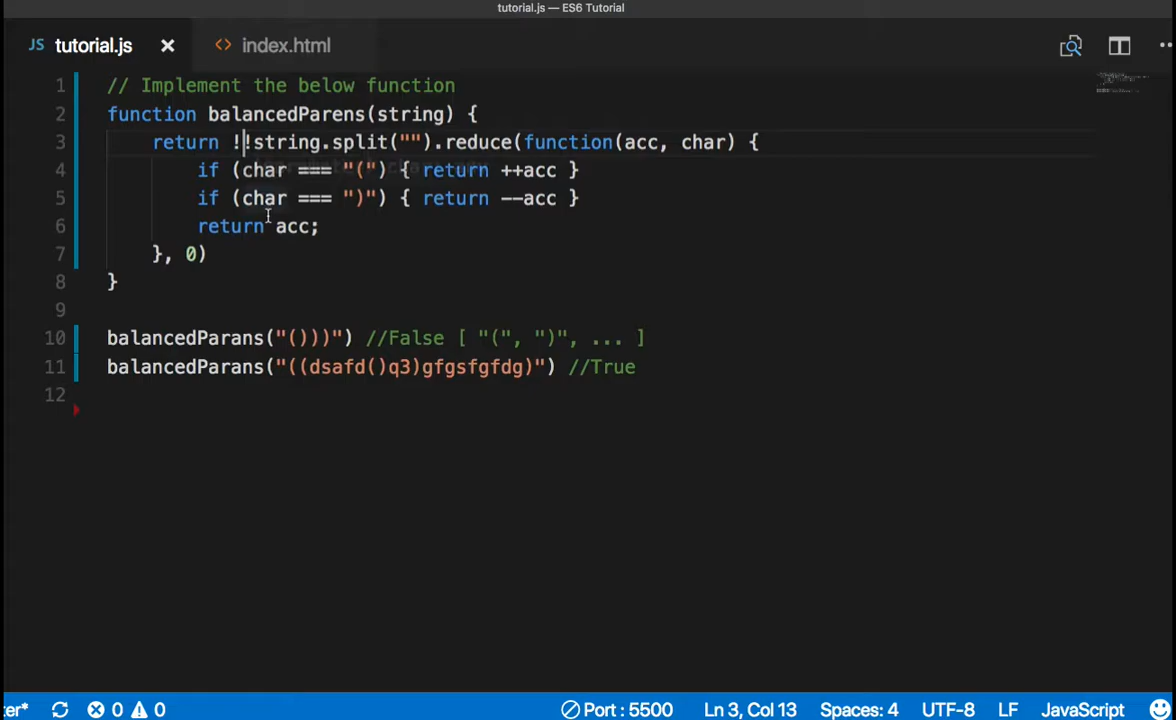 tutorial.js — ES6 Tutorial
JS tutorial.js × <> index.html
1 // Implement the below function
2 function balancedParens(string) {
3 return !!string.split("").reduce(function(acc, char) {
4 if (char === "(") { return ++acc }
5 if (char === ")") { return --acc }
6 return acc;
7 }, 0)
8 }
9
10 balancedParans("()))") //False [ "(", ")", ... ]
11 balancedParans("((dsafd()q3)gfgsfgfdg)") //True
12
ter* 0 0 Port : 5500 Ln 3, Col 13 Spaces: 4 UTF-8 LF JavaScript